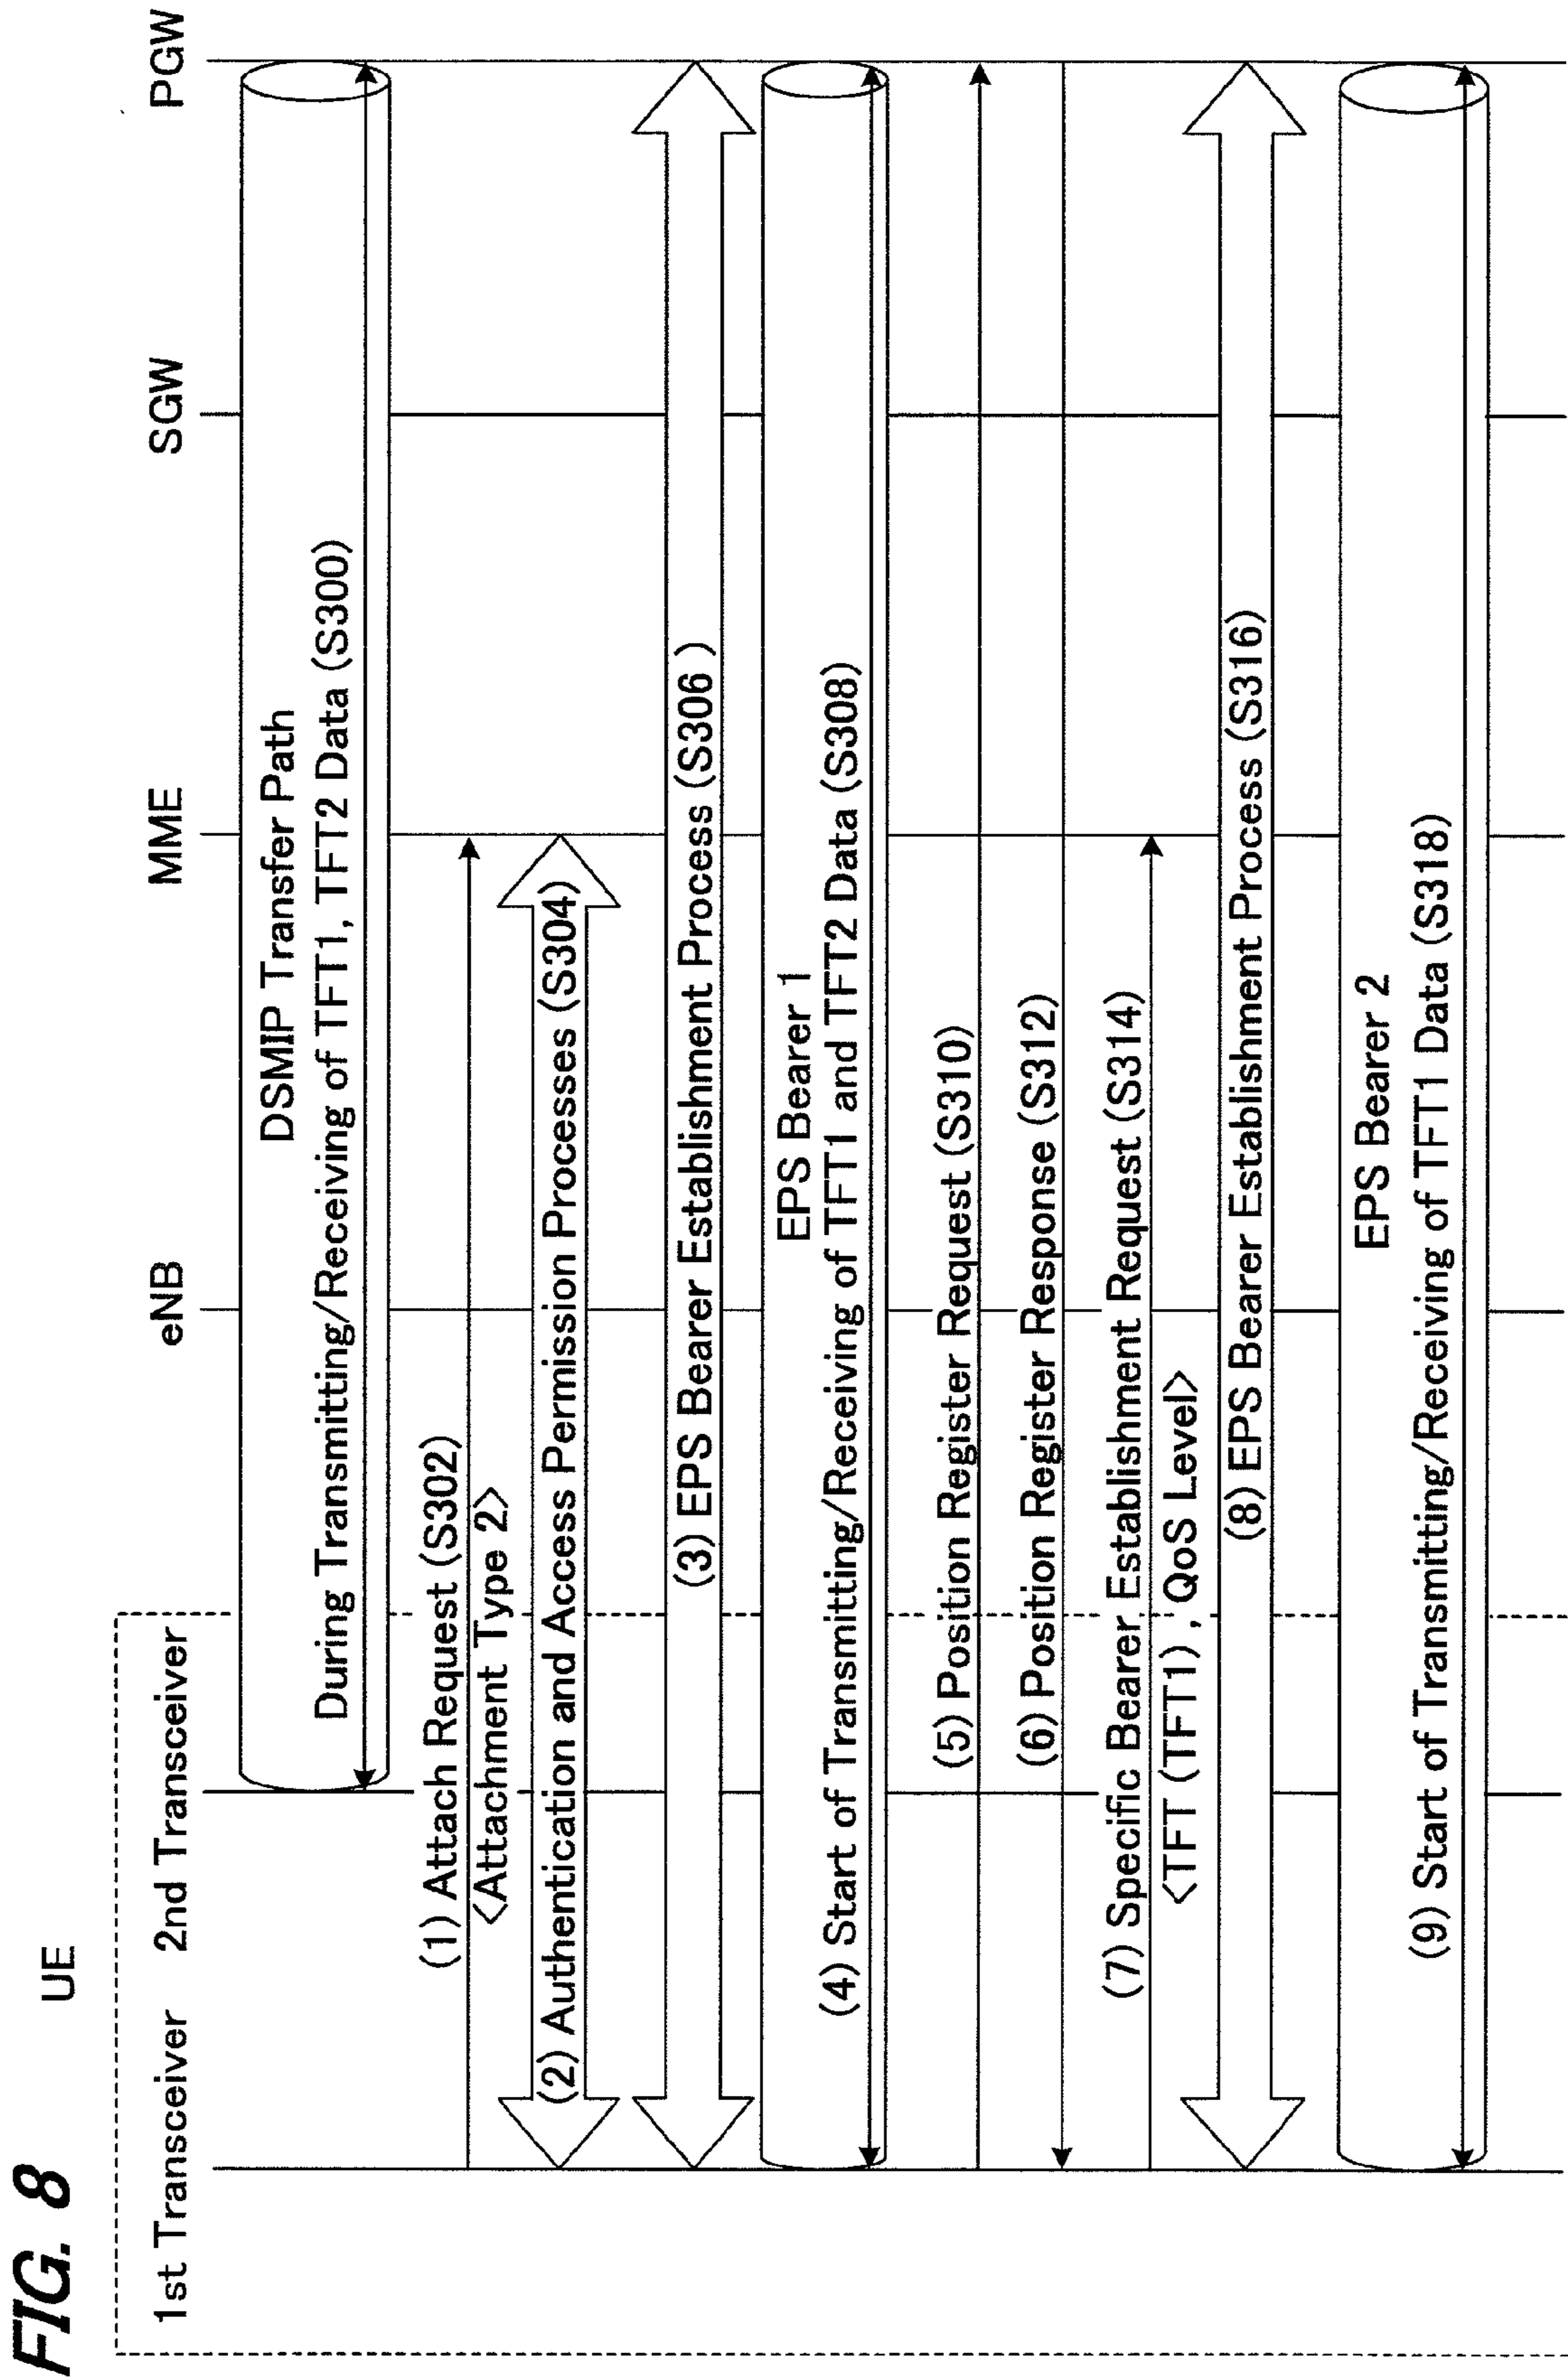 FIG. 8
UE
1st Transceiver
2nd Transceiver
eNB
MME
SGW
PGW
DSMIP Transfer Path
During Transmitting/Receiving of TFT1, TFT2 Data (S300)
(1) Attach Request (S302)
<Attachment Type 2>
(2) Authentication and Access Permission Processes (S304)
(3) EPS Bearer Establishment Process (S306 )
EPS Bearer 1
(4) Start of Transmitting/Receiving of TFT1 and TFT2 Data (S308)
(5) Position Register Request (S310)
(6) Position Register Response (S312)
(7) Specific Bearer Establishment Request (S314)
<TFT (TFT1), QoS Level>
(8) EPS Bearer Establishment Process (S316)
EPS Bearer 2
(9) Start of Transmitting/Receiving of TFT1 Data (S318)